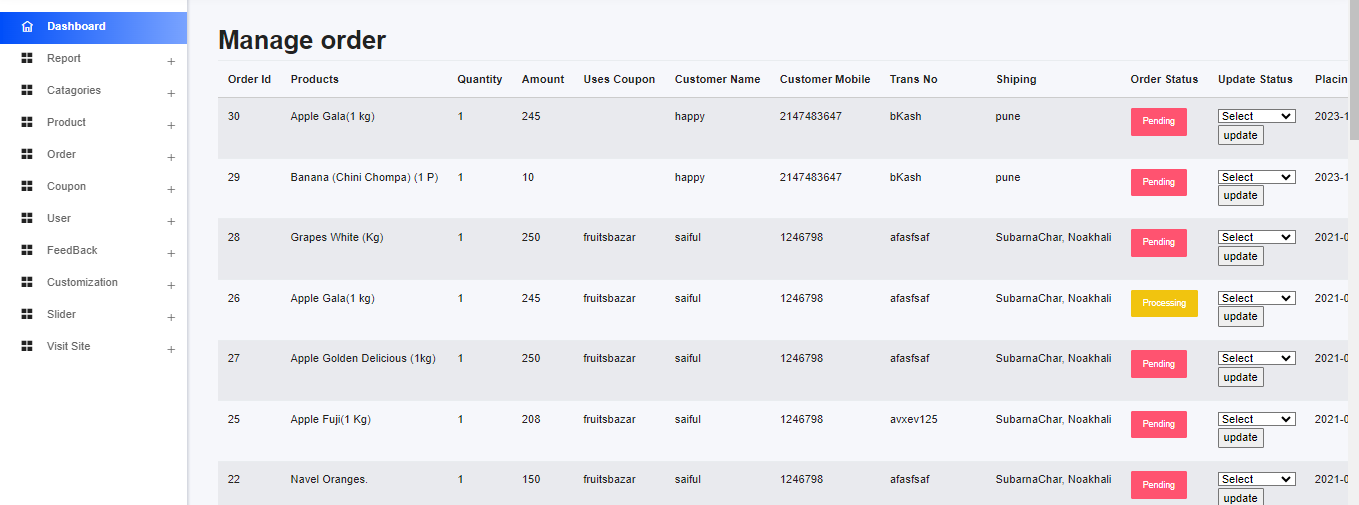 Dashboard
Report +
Catagories +
Product +
Order +
Coupon +
User +
FeedBack +
Customization +
Slider +
Visit Site +
Manage order
Order Id Products Quantity Amount Uses Coupon Customer Name Customer Mobile Trans No Shiping Order Status Update Status Placin
30 Apple Gala(1 kg) 1 245 happy 2147483647 bKash pune Pending Select 2023-1
update
29 Banana (Chini Chompa) (1 P) 1 10 happy 2147483647 bKash pune Pending Select 2023-1
update
28 Grapes White (Kg) 1 250 fruitsbazar saiful 1246798 afasfsaf SubarnaChar, Noakhali Pending Select 2021-0
update
26 Apple Gala(1 kg) 1 245 fruitsbazar saiful 1246798 afasfsaf SubarnaChar, Noakhali Processing Select 2021-0
update
27 Apple Golden Delicious (1kg) 1 250 fruitsbazar saiful 1246798 afasfsaf SubarnaChar, Noakhali Pending Select 2021-0
update
25 Apple Fuji(1 Kg) 1 208 fruitsbazar saiful 1246798 avxev125 SubarnaChar, Noakhali Pending Select 2021-0
update
22 Navel Oranges. 1 150 fruitsbazar saiful 1246798 afasfsaf SubarnaChar, Noakhali Pending Select 2021-0
update